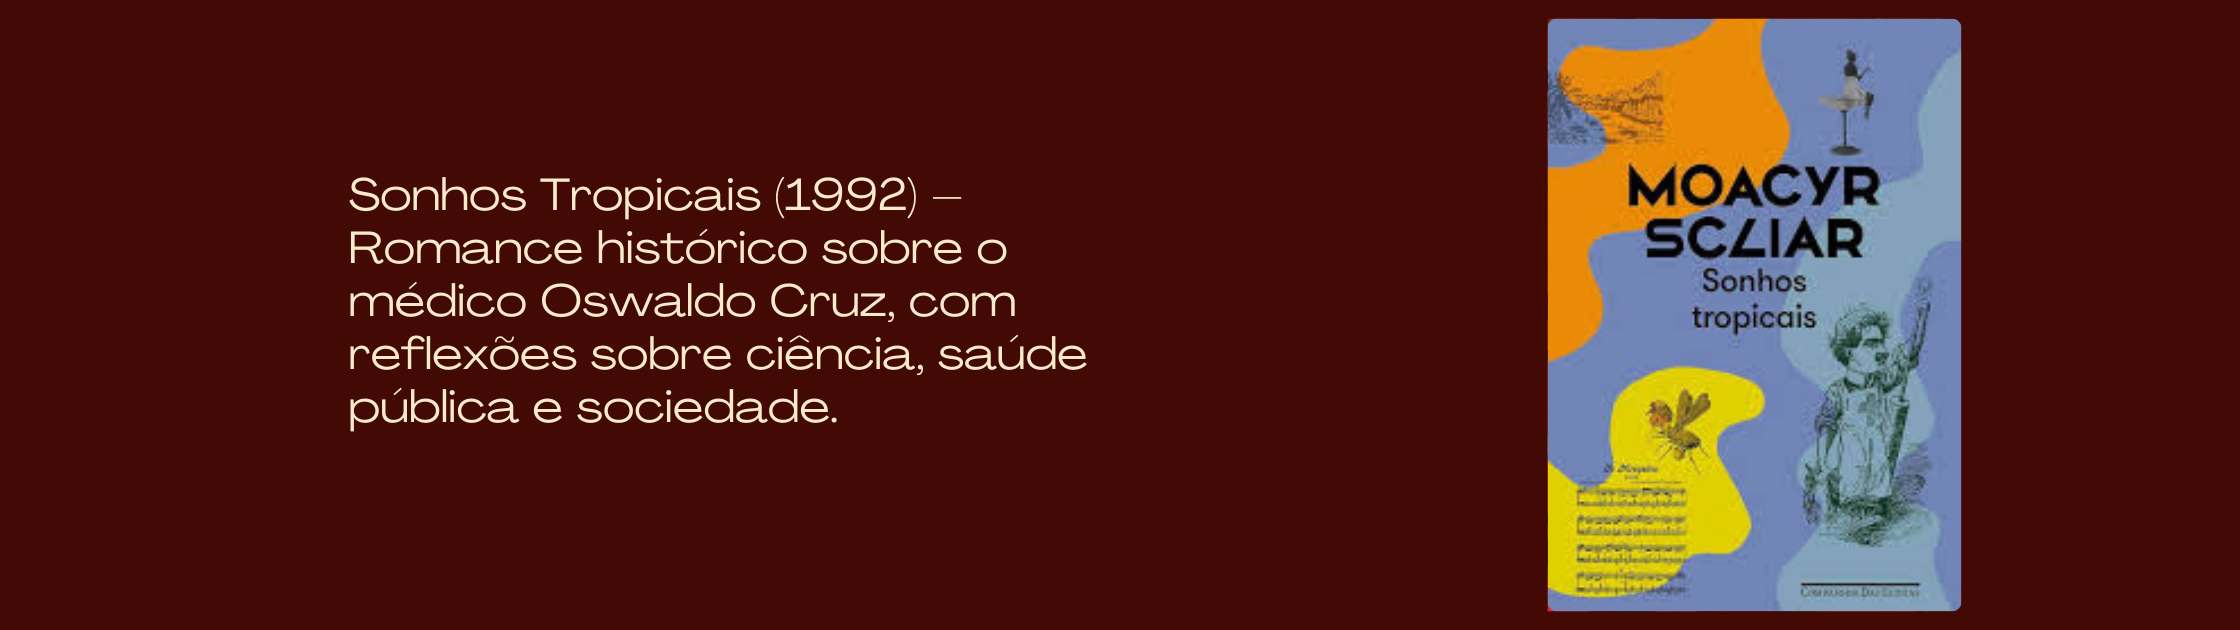 Sonhos Tropicais (1992) –
Romance histórico sobre o
médico Oswaldo Cruz, com
reflexões sobre ciência, saúde
pública e sociedade.
MOACYR
SCLIAR
Sonhos
tropicais
COMPANHIA DAS LETRAS